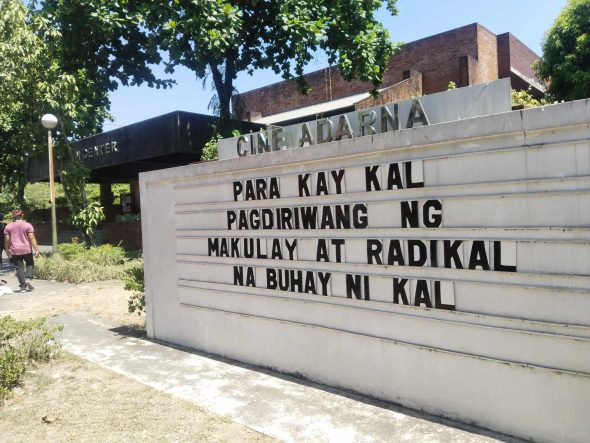 CENTER
CINE ADARNA
PARA KAY KAL
PAGDIRIWANG NG
MAKULAY AT RADIKAL
NA BUHAY NI KAL